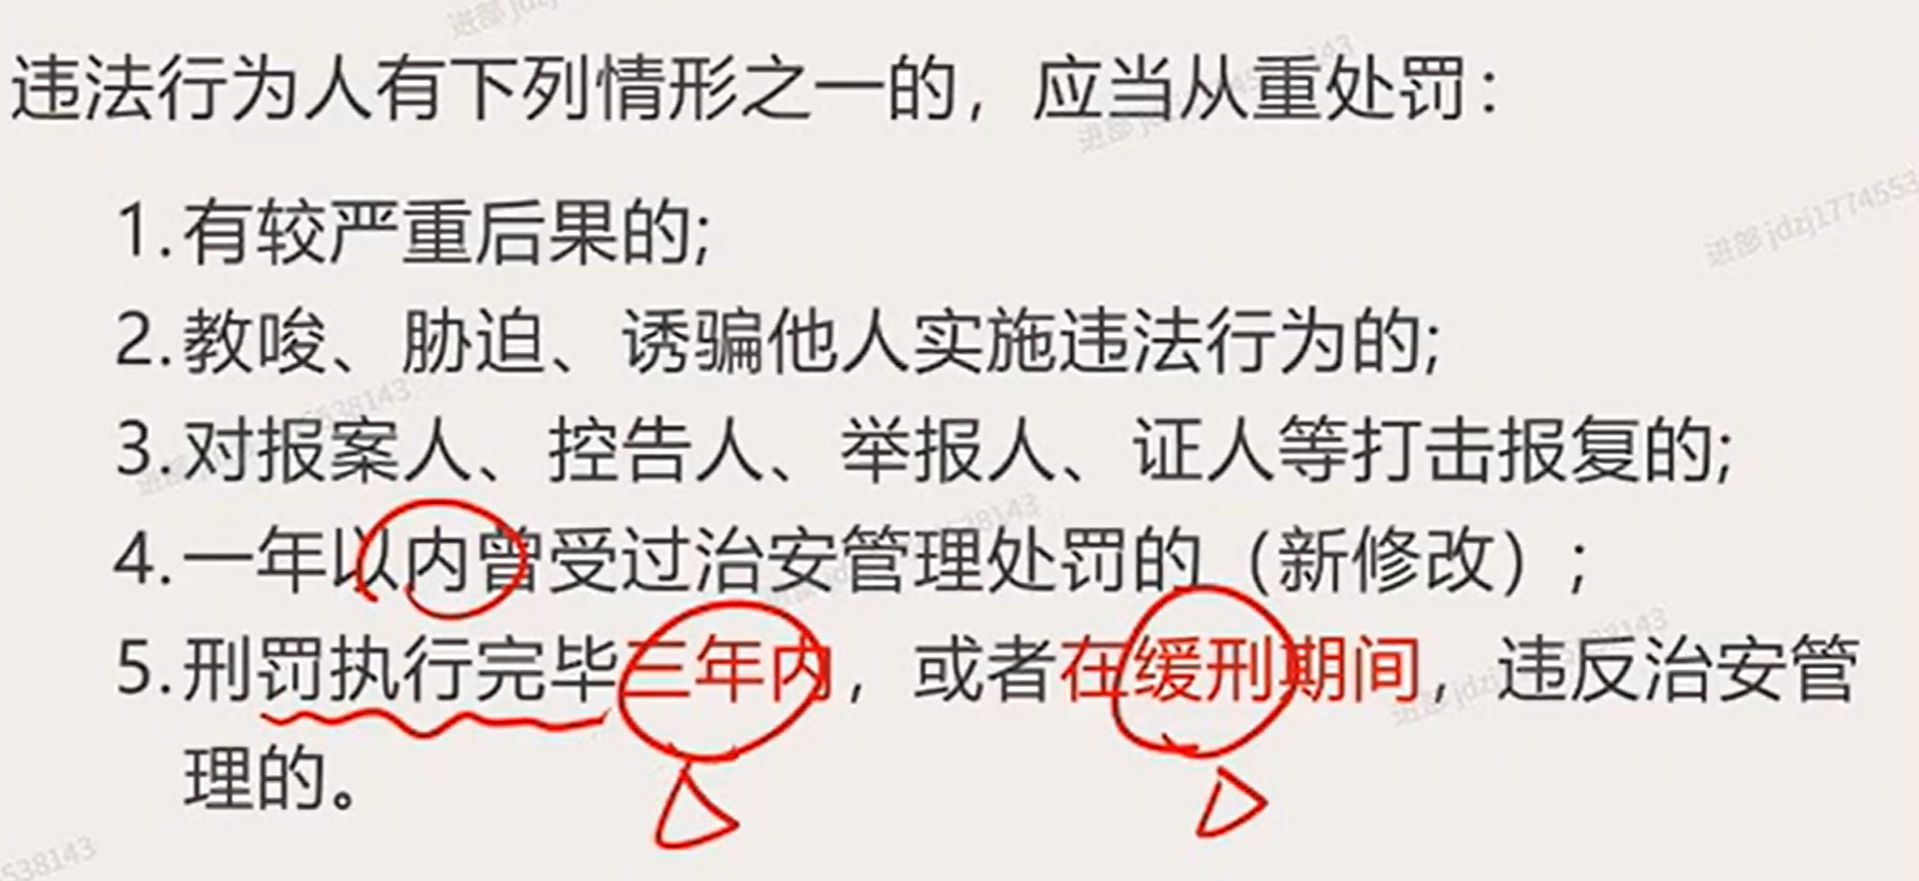 违法行为人有下列情形之一的，应当从重处罚：
1.有较严重后果的;
2.教唆、胁迫、诱骗他人实施违法行为的;
3.对报案人、控告人、举报人、证人等打击报复的;
4.一年以内曾受过治安管理处罚的（新修改）;
5.刑罚执行完毕三年内，或者在缓刑期间，违反治安管
理的。
进部 jdzj1774553
538143